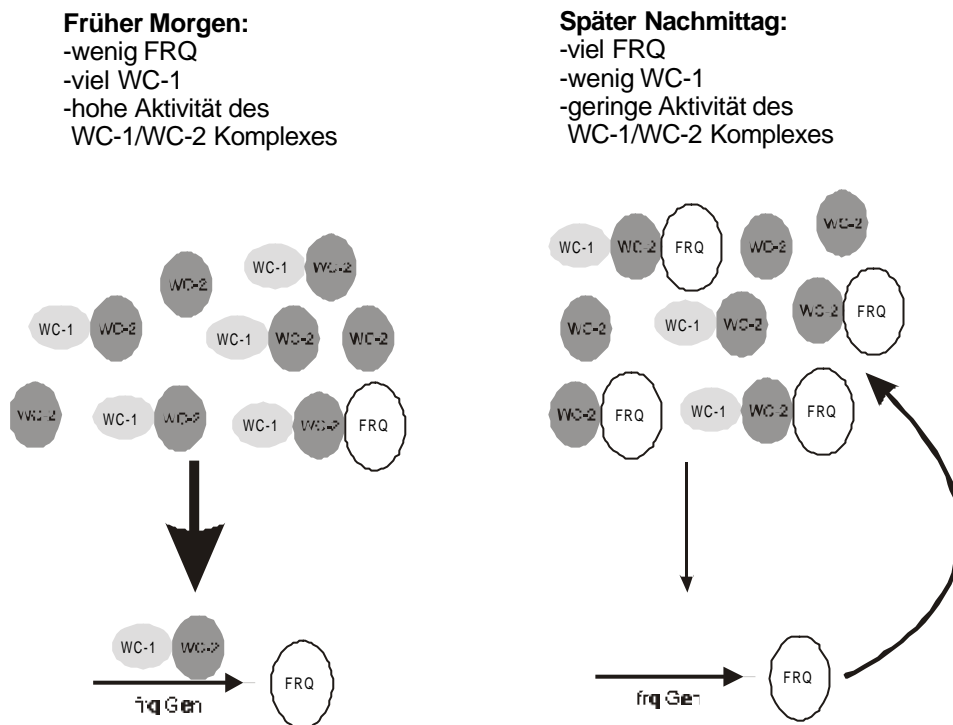 Früher Morgen:
-wenig FRQ
-viel WC-1
-hohe Aktivität des
WC-1/WC-2 Komplexes
Später Nachmittag:
-viel FRQ
-wenig WC-1
-geringe Aktivität des
WC-1/WC-2 Komplexes
WC-1 WC-2
WC-2
WC-1 WC-2
WC-1 WC-2 WC-2
WC-2 WC-1 WC-2 WC-1 WC-2 FRQ
WC-1 WC-2
FRQ
frq Gen
WC-2
WC-1 WC-2 FRQ WC-2
WC-2 FRQ
WC-2 WC-1 WC-2
WC-2 FRQ WC-1 WC-2 FRQ
FRQ
frq Gen